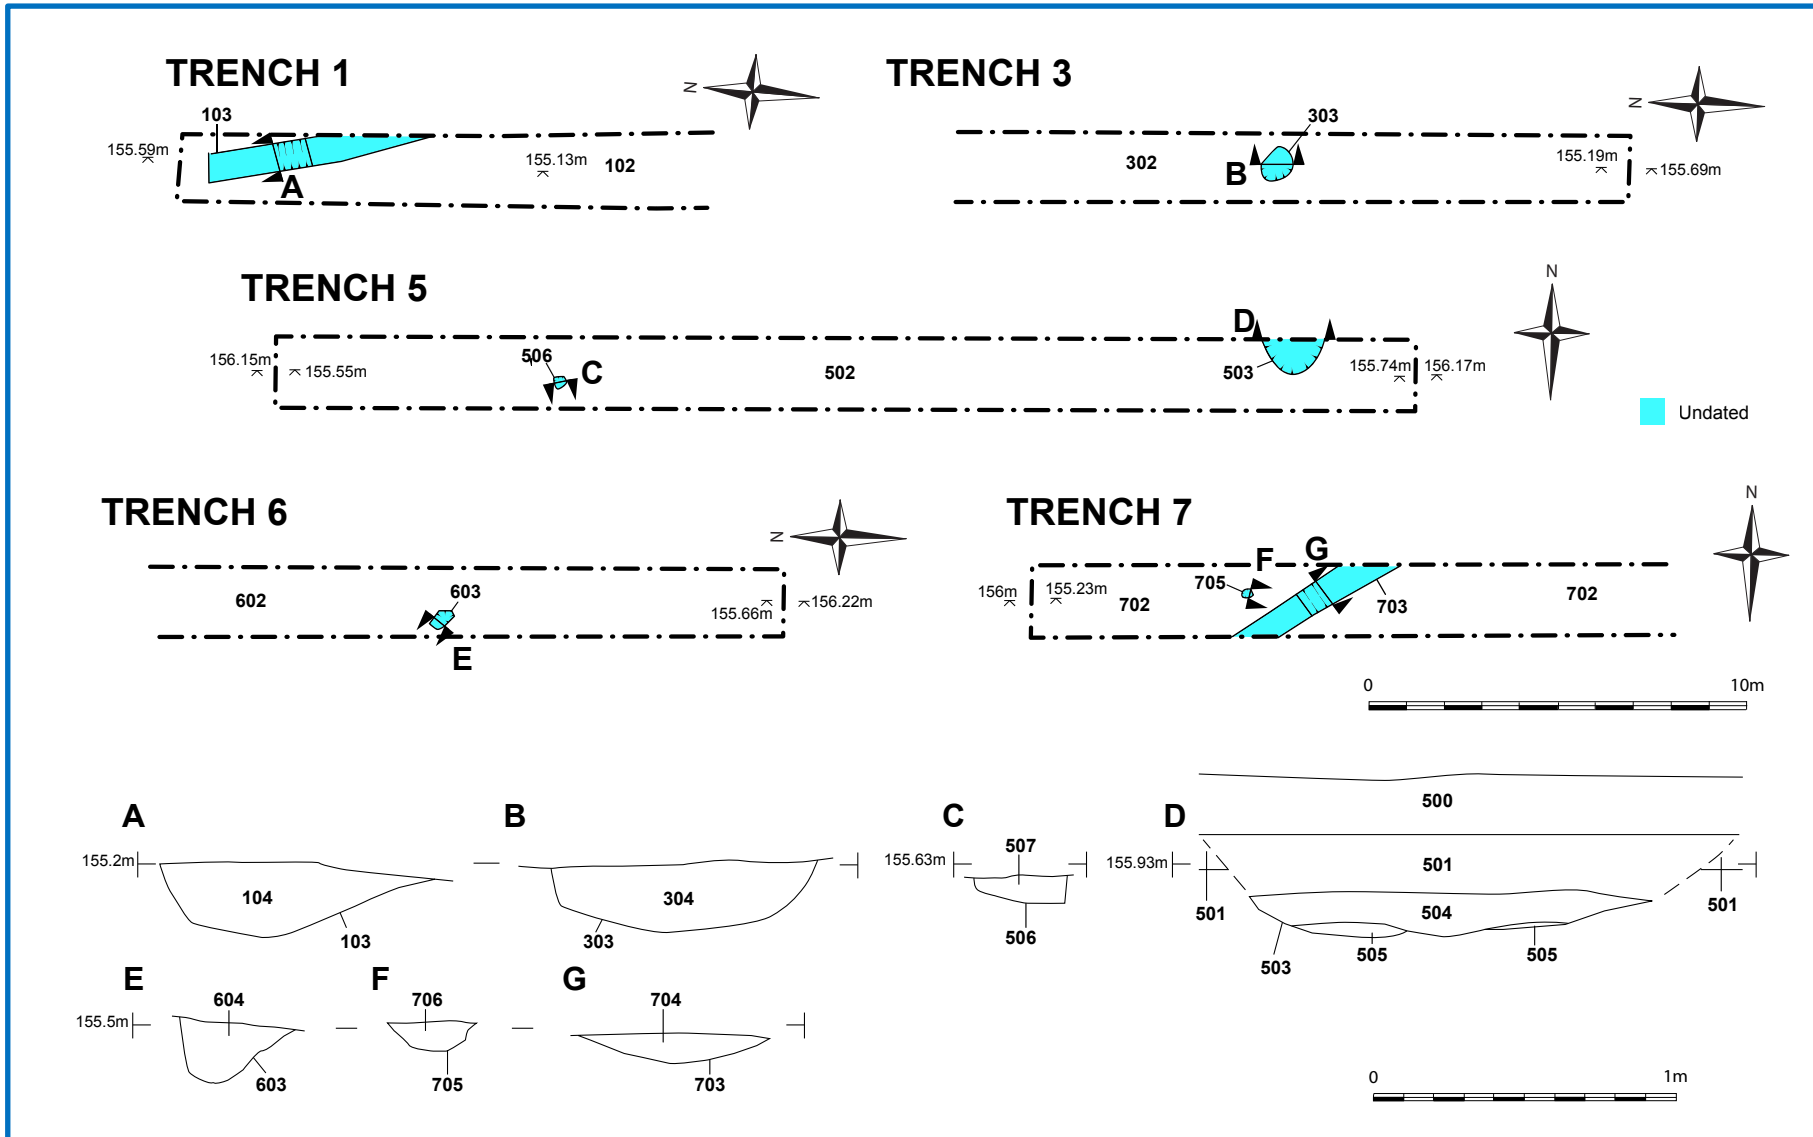 TRENCH 1
N
103
155.59m
155.13m
102
A
TRENCH 3
N
303
302
B
155.19m
155.69m
TRENCH 5
N
156.15m
155.55m
506
C
502
D
503
155.74m
156.17m
Undated
TRENCH 6
N
602
603
E
155.66m
156.22m
TRENCH 7
N
156m
155.23m
702
705
F
G
703
702
0 10m
A
155.2m
104
103
B
304
303
C
155.63m
507
506
D
155.93m
500
501
501
501
504
503
505
505
E
155.5m
604
603
F
706
705
G
704
703
0 1m